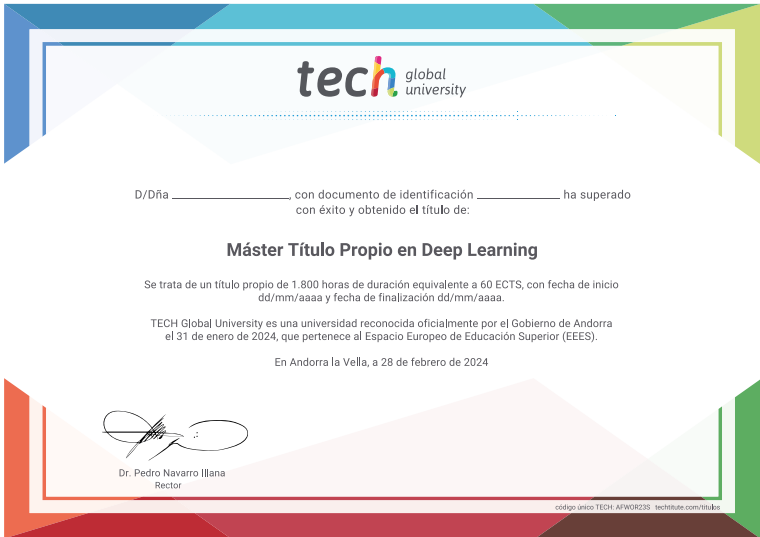 tech global
university
D/Dña ____________________, con documento de identificación ______________ ha superado
con éxito y obtenido el título de:
Máster Título Propio en Deep Learning
Se trata de un título propio de 1.800 horas de duración equivalente a 60 ECTS, con fecha de inicio
dd/mm/aaaa y fecha de finalización dd/mm/aaaa.
TECH Global University es una universidad reconocida oficialmente por el Gobierno de Andorra
el 31 de enero de 2024, que pertenece al Espacio Europeo de Educación Superior (EEES).
En Andorra la Vella, a 28 de febrero de 2024
Dr. Pedro Navarro Illana
Rector
código único TECH: AFWOR23S techtitute.com/titulos